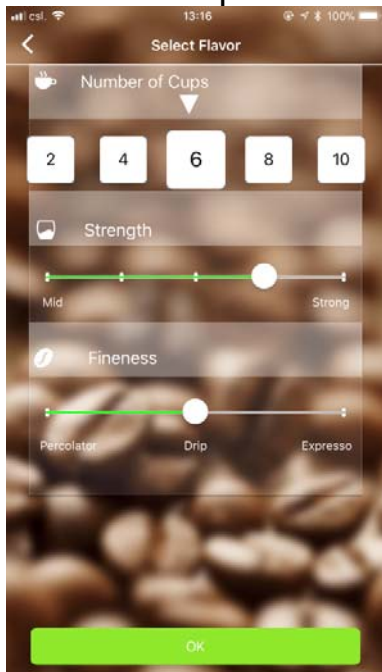 csl. 13:16 100%
Select Flavor
Number of Cups
2 4 6 8 10
Strength
Mid Strong
Fineness
Percolator Drip Expresso
OK